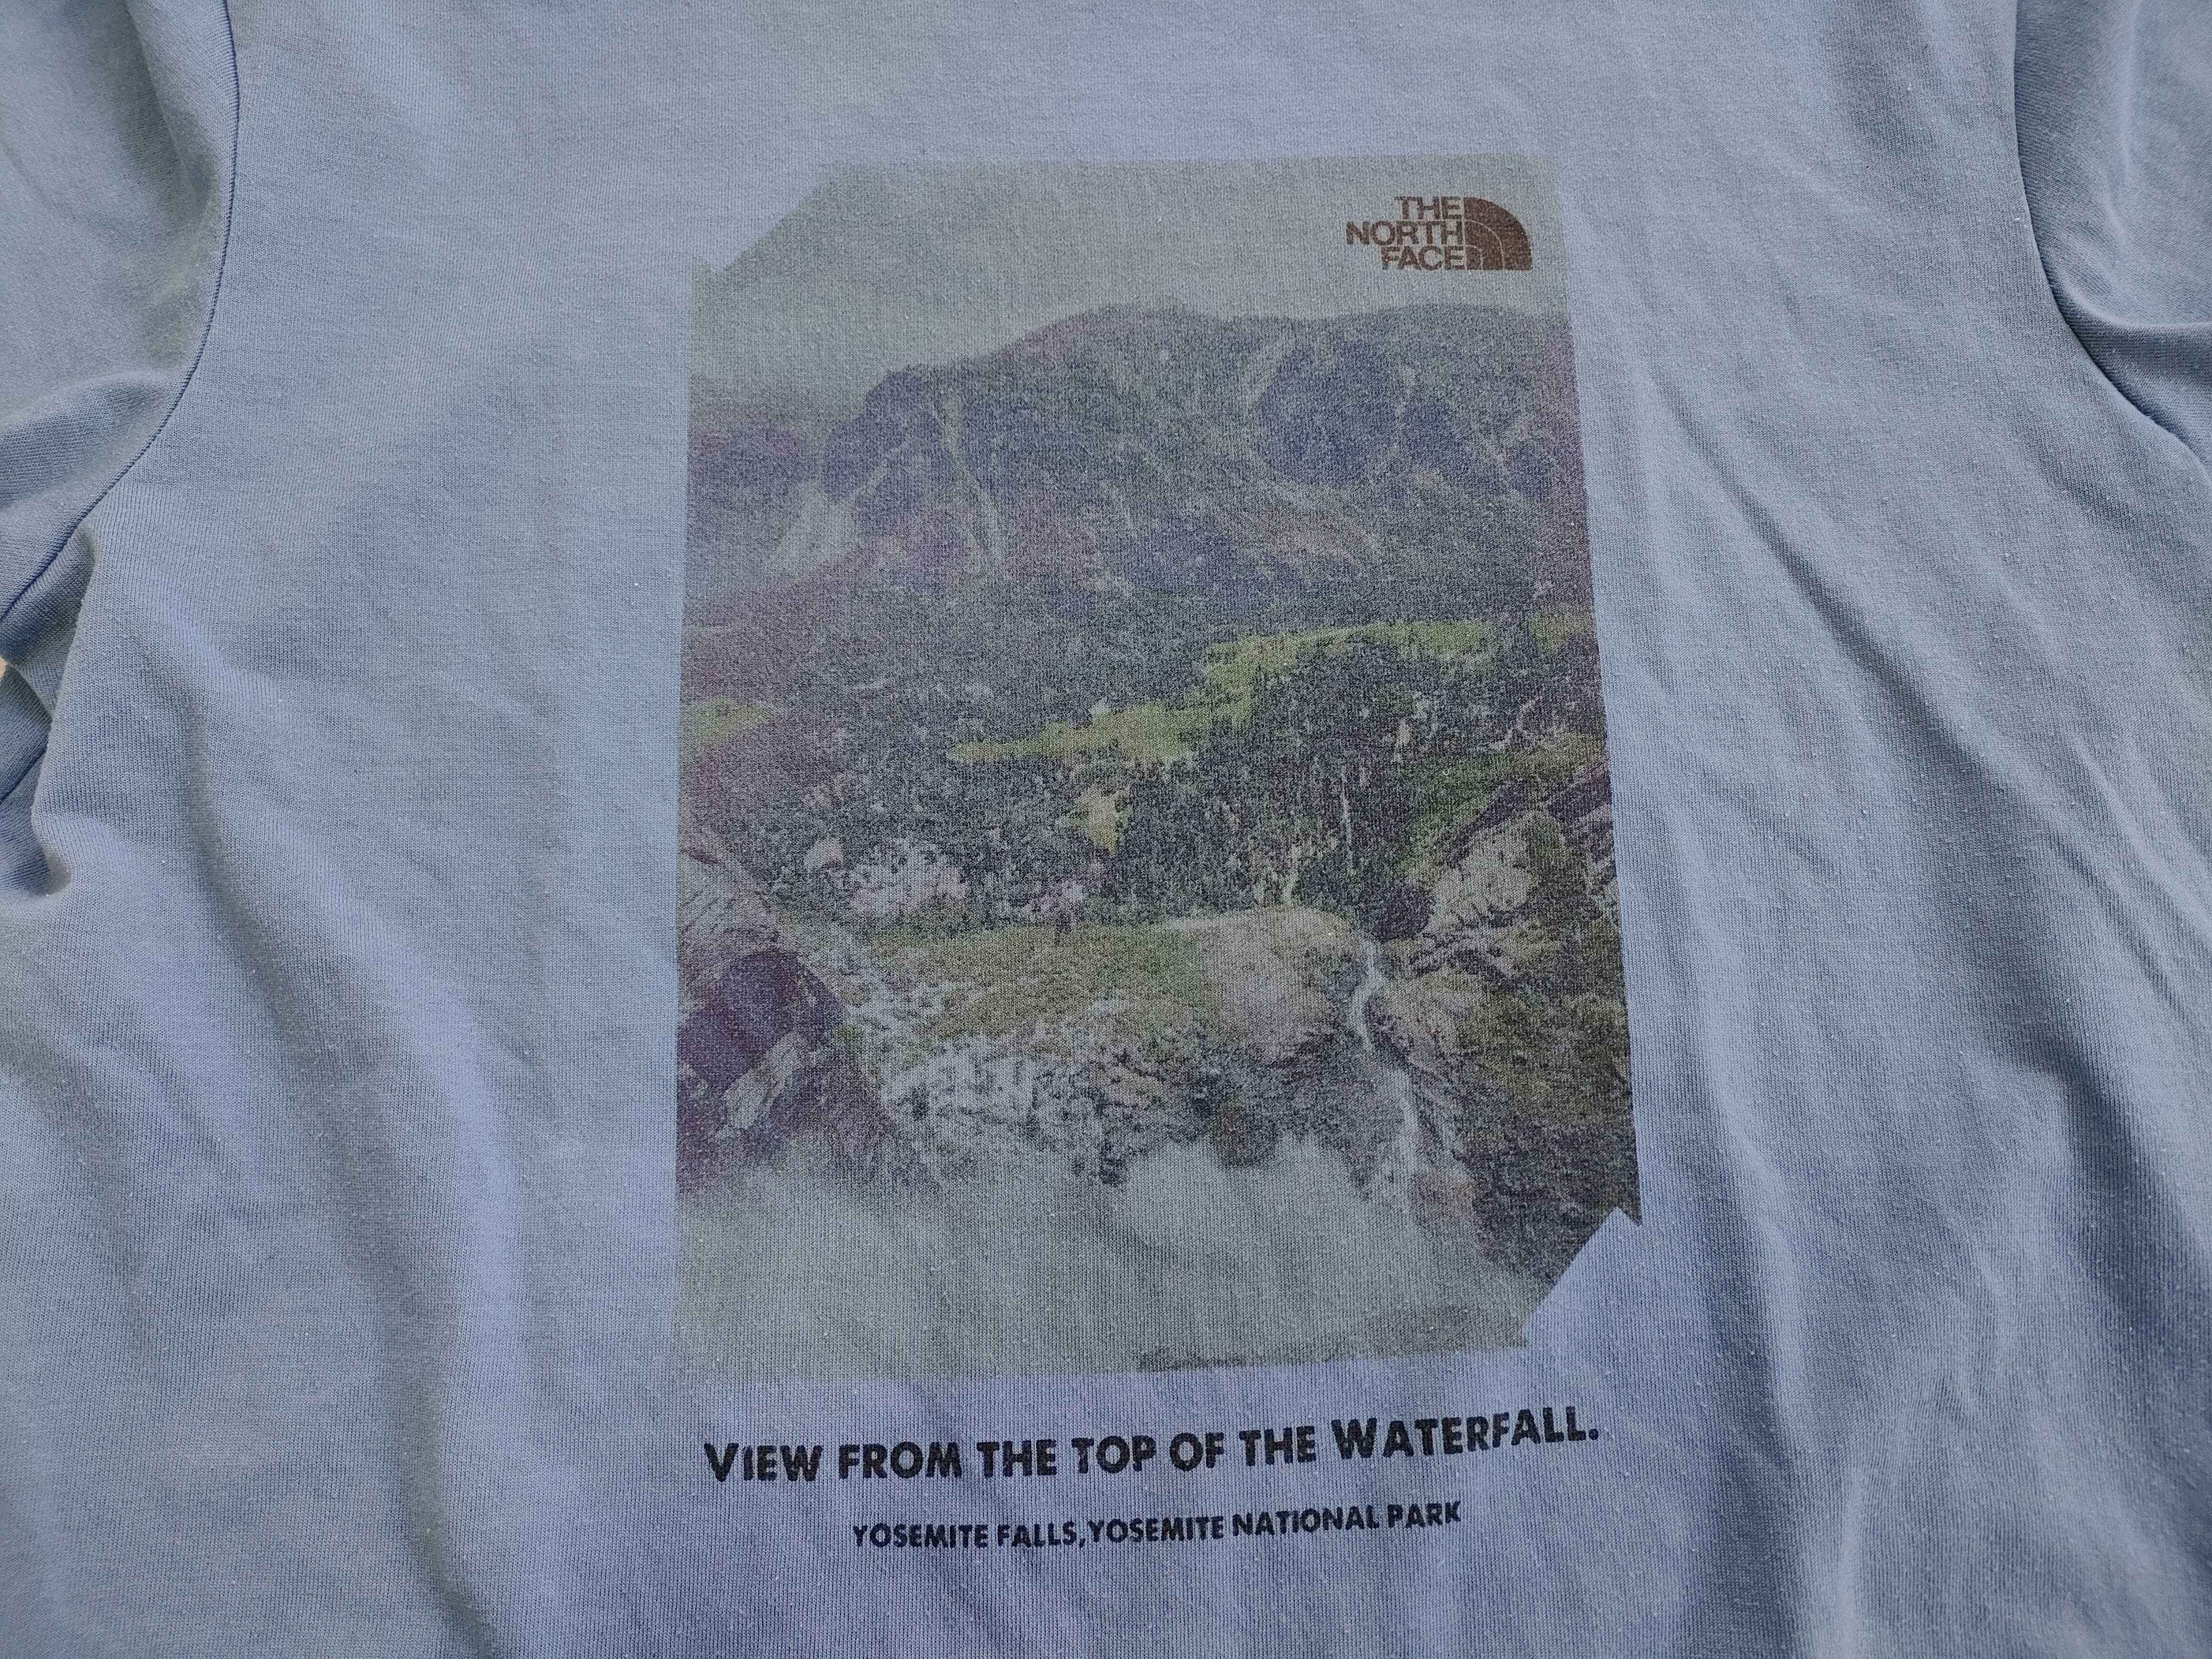 THE
NORTH
FACE
VIEW FROM THE TOP OF THE WATERFALL.
YOSEMITE FALLS,YOSEMITE NATIONAL PARK